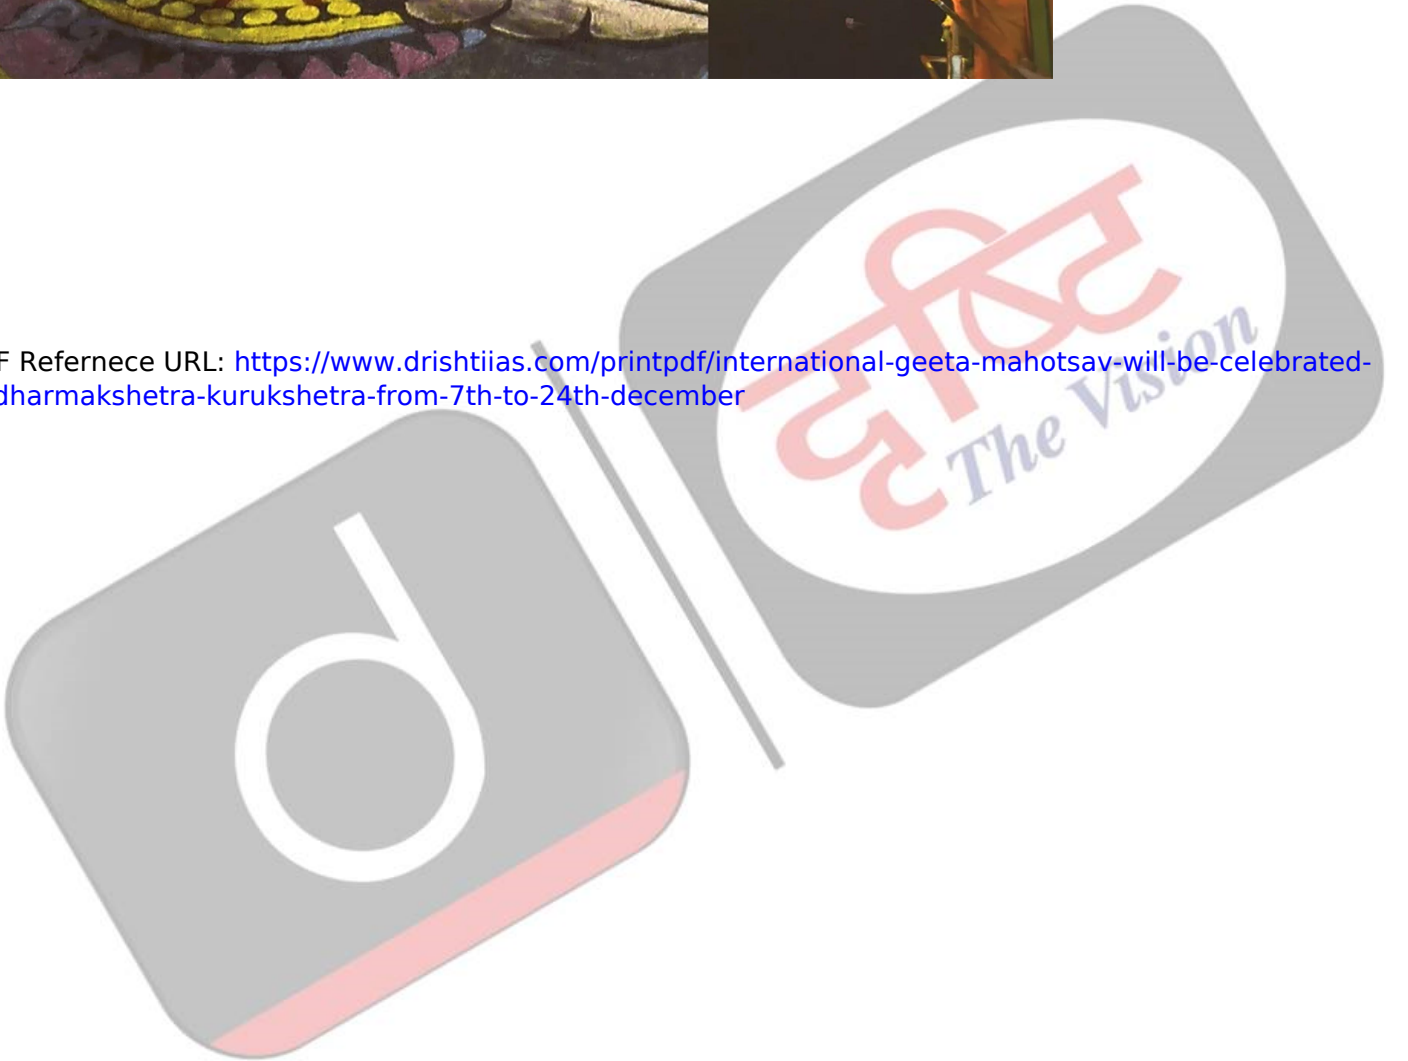 F Refernece URL: https://www.drishtiias.com/printpdf/international-geeta-mahotsav-will-be-celebrated-
dharmakshetra-kurukshetra-from-7th-to-24th-december
दृष्टि
The Vision
d